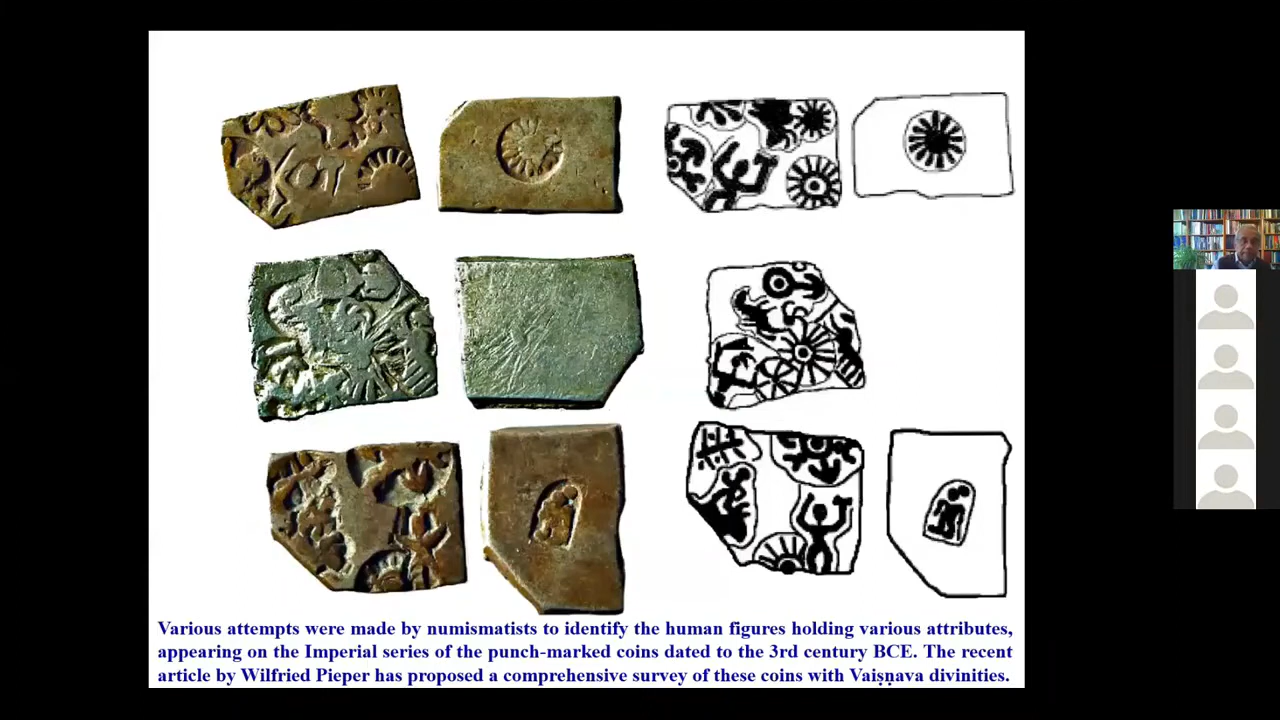 Various attempts were made by numismatists to identify the human figures holding various attributes,
appearing on the Imperial series of the punch-marked coins dated to the 3rd century BCE. The recent
article by Wilfried Pieper has proposed a comprehensive survey of these coins with Vaiṣṇava divinities.